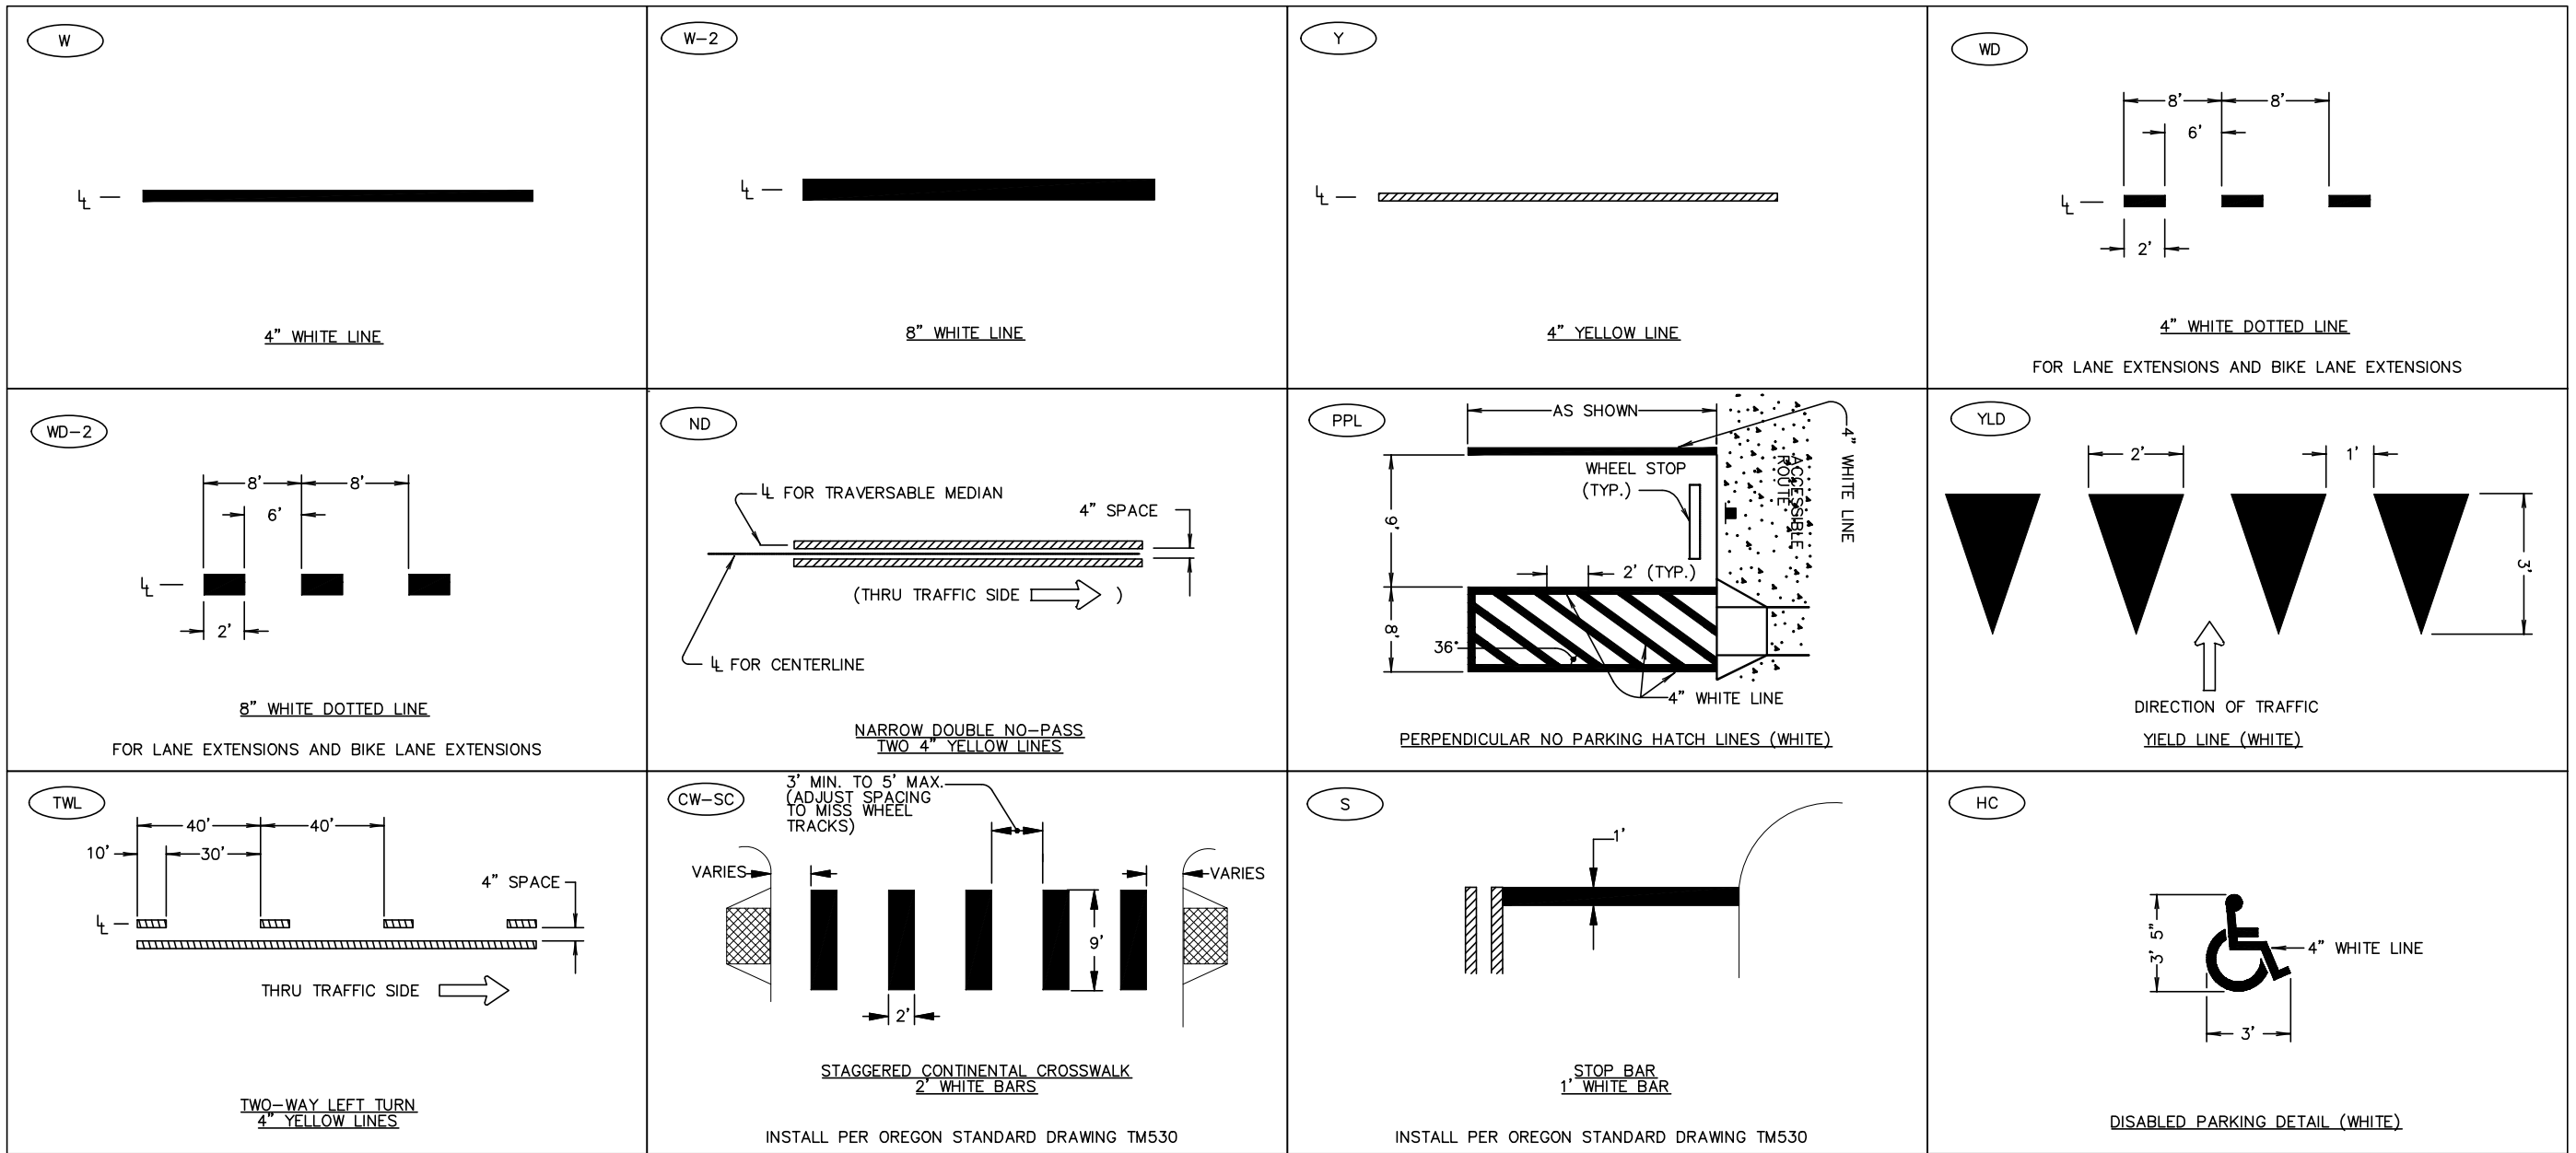 W
4" WHITE LINE
W-2
8" WHITE LINE
Y
4" YELLOW LINE
WD
8'
8'
6'
2'
4" WHITE DOTTED LINE
FOR LANE EXTENSIONS AND BIKE LANE EXTENSIONS
WD-2
8'
8'
6'
2'
8" WHITE DOTTED LINE
FOR LANE EXTENSIONS AND BIKE LANE EXTENSIONS
ND
FOR TRAVERSABLE MEDIAN
4" SPACE
(THRU TRAFFIC SIDE )
FOR CENTERLINE
NARROW DOUBLE NO-PASS
TWO 4" YELLOW LINES
PPL
AS SHOWN
4" WHITE LINE
ACCESSIBLE
ROUTE
WHEEL STOP
(TYP.)
9'
2' (TYP.)
8'
36°
4" WHITE LINE
PERPENDICULAR NO PARKING HATCH LINES (WHITE)
YLD
2'
1'
3'
DIRECTION OF TRAFFIC
YIELD LINE (WHITE)
TWL
40'
40'
10'
30'
4" SPACE
THRU TRAFFIC SIDE
TWO-WAY LEFT TURN
4" YELLOW LINES
CW-SC
3' MIN. TO 5' MAX.
(ADJUST SPACING
TO MISS WHEEL
TRACKS)
VARIES
VARIES
9'
2'
STAGGERED CONTINENTAL CROSSWALK
2' WHITE BARS
INSTALL PER OREGON STANDARD DRAWING TM530
S
1'
STOP BAR
1' WHITE BAR
INSTALL PER OREGON STANDARD DRAWING TM530
HC
3' 5"
4" WHITE LINE
3'
DISABLED PARKING DETAIL (WHITE)